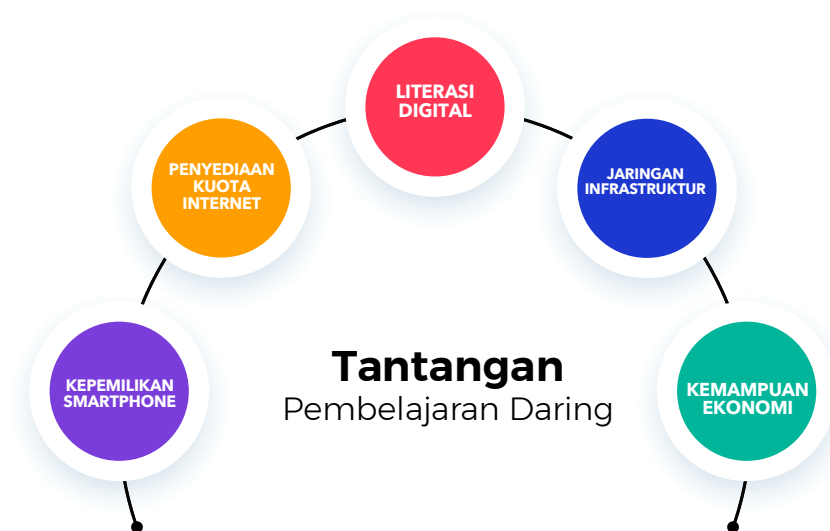 LITERASI
DIGITAL
PENYEDIAAN
KUOTA
INTERNET
JARINGAN
INFRASTRUKTUR
KEPEMILIKAN
SMARTPHONE
Tantangan
Pembelajaran Daring
KEMAMPUAN
EKONOMI